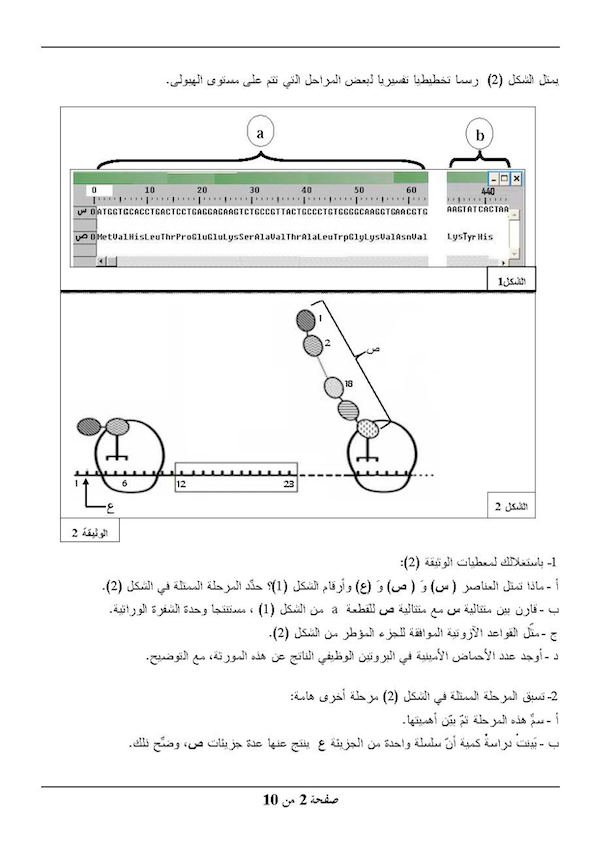 يمثل الشكل (2) رسما تخطيطيا تفسيريا لبعض المراحل التي تتم على مستوى الهيولى.
a
b
0 10 20 30 40 50 60 440
س 0 ATGGTGCACCTGACTCCTGAGGAGAAGTCTGCCGTTACTGCCCTGTGGGGCAAGGTGAACGTG AAGTATCACTAA
ص 0 MetValHisLeuThrProGluGluLysSerAlaValThrAlaLeuTrpGlyLysValAsnVal LysTyrHis
الشكل1
1
2
ص
18
1 6 12 23
ع
الشكل 2
الوثيقة 2
1- باستغلالك لمعطيات الوثيقة (2):
أ - ماذا تمثل العناصر ( س) وَ ( ص) وَ (ع) وأرقام الشكل (1)؟ حدِّد المرحلة الممثلة في الشكل (2).
ب - قارن بين متتالية س مع متتالية ص للقطعة a من الشكل (1) ، مستنتجا وحدة الشفرة الوراثية.
ج - مثّل القواعد الآزوتية الموافقة للجزء المؤطر من الشكل (2).
د - أوجد عدد الأحماض الأمينية في البروتين الوظيفي الناتج عن هذه المورثة، مع التوضيح.
2- تسبق المرحلة الممثلة في الشكل (2) مرحلة أخرى هامة:
أ - سمِّ هذه المرحلة ثمّ بيّن أهميتها.
ب - بَينتْ دراسةٌ كمية أنّ سلسلة واحدة من الجزيئة ع ينتج عنها عدة جزيئات ص، وضِّح ذلك.
صفحة 2 من 10